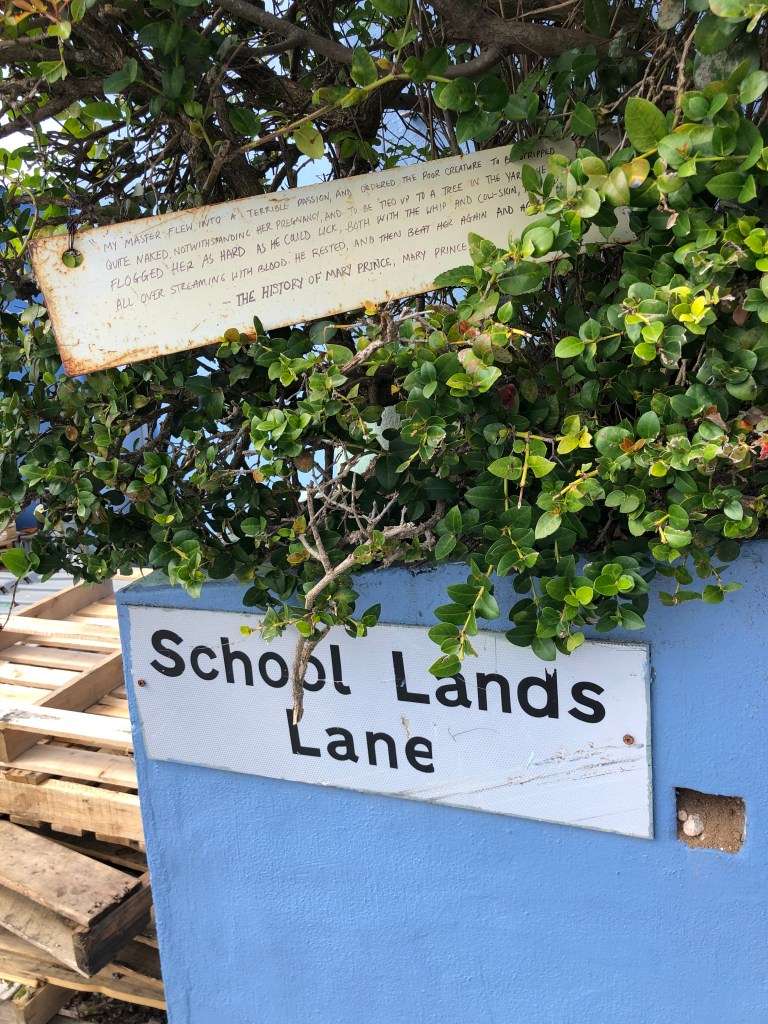 "MY MASTER FLEW INTO A TERRIBLE PASSION, AND ORDERED THE POOR CREATURE TO BE STRIPPED
QUITE NAKED, NOTWITHSTANDING HER PREGNANCY, AND TO BE TIED UP TO A TREE IN THE YARD. HE
FLOGGED HER AS HARD AS HE COULD LICK, BOTH WITH THE WHIP AND COW-SKIN,
ALL OVER STREAMING WITH BLOOD. HE RESTED, AND THEN BEAT HER AGAIN AND
- THE HISTORY OF MARY PRINCE, MARY PRINCE
School Lands
Lane